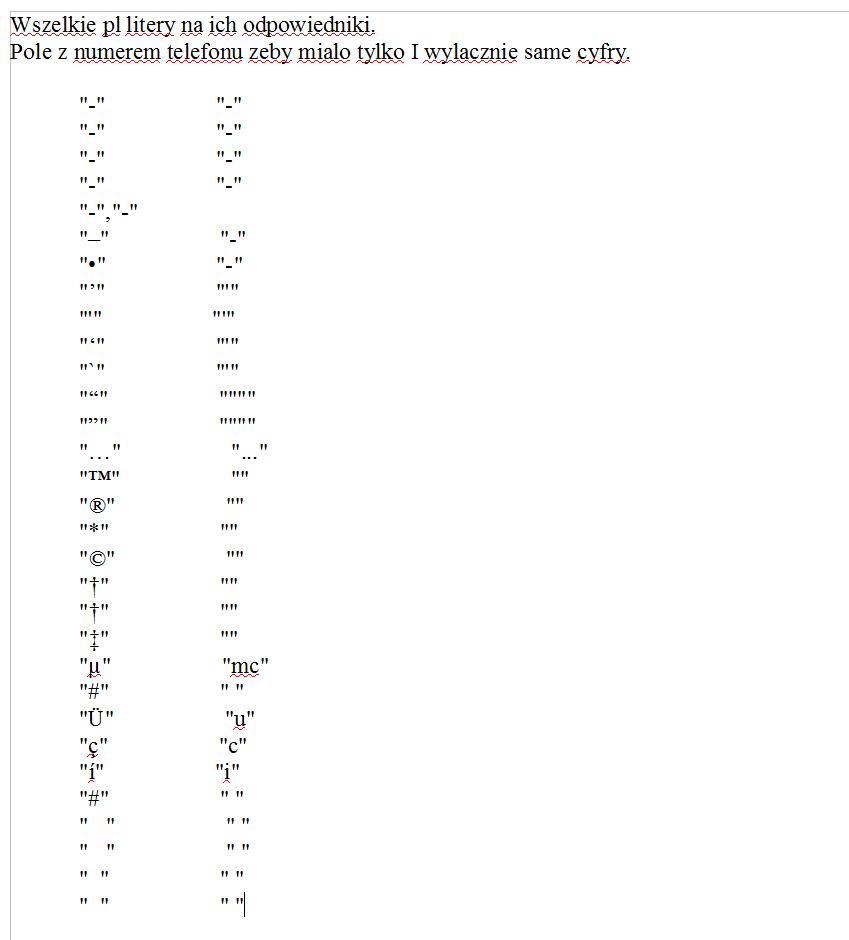 Wszelkie pl litery na ich odpowiedniki.
Pole z numerem telefonu zeby mialo tylko I wylacznie same cyfry.
"-" "-"
"-" "-"
"-" "-"
"-" "-"
"-","-"
"–" "-"
"•" "-"
"’" "'"
"'" "'"
"‘" "'"
"`" "'"
"“" """"
"”" """"
"…" "..."
"™" ""
"®" ""
"*" ""
"©" ""
"†" ""
"†" ""
"‡" ""
"µ" "mc"
"#" " "
"Ü" "u"
"ç" "c"
"í" "i"
"#" " "
"   " " "
"   " " "
"  " " "
"  " " "